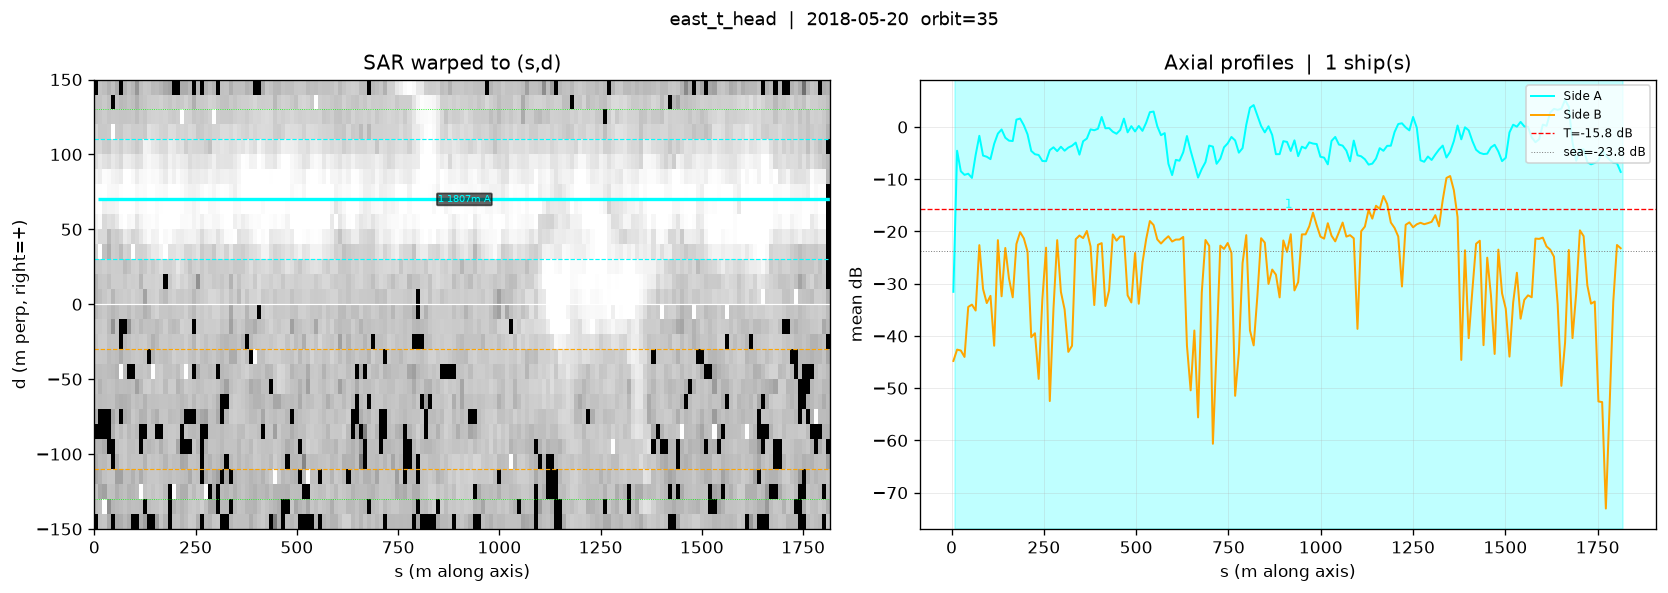 east_t_head  |  2018-05-20  orbit=35
SAR warped to (s,d)
150
100
50
0
−50
−100
−150
d (m perp, right=+)
1 1807m A
0
250
500
750
1000
1250
1500
1750
s (m along axis)
Axial profiles  |  1 ship(s)
0
−10
−20
−30
−40
−50
−60
−70
mean dB
1
Side A
Side B
T=-15.8 dB
sea=-23.8 dB
0
250
500
750
1000
1250
1500
1750
s (m along axis)